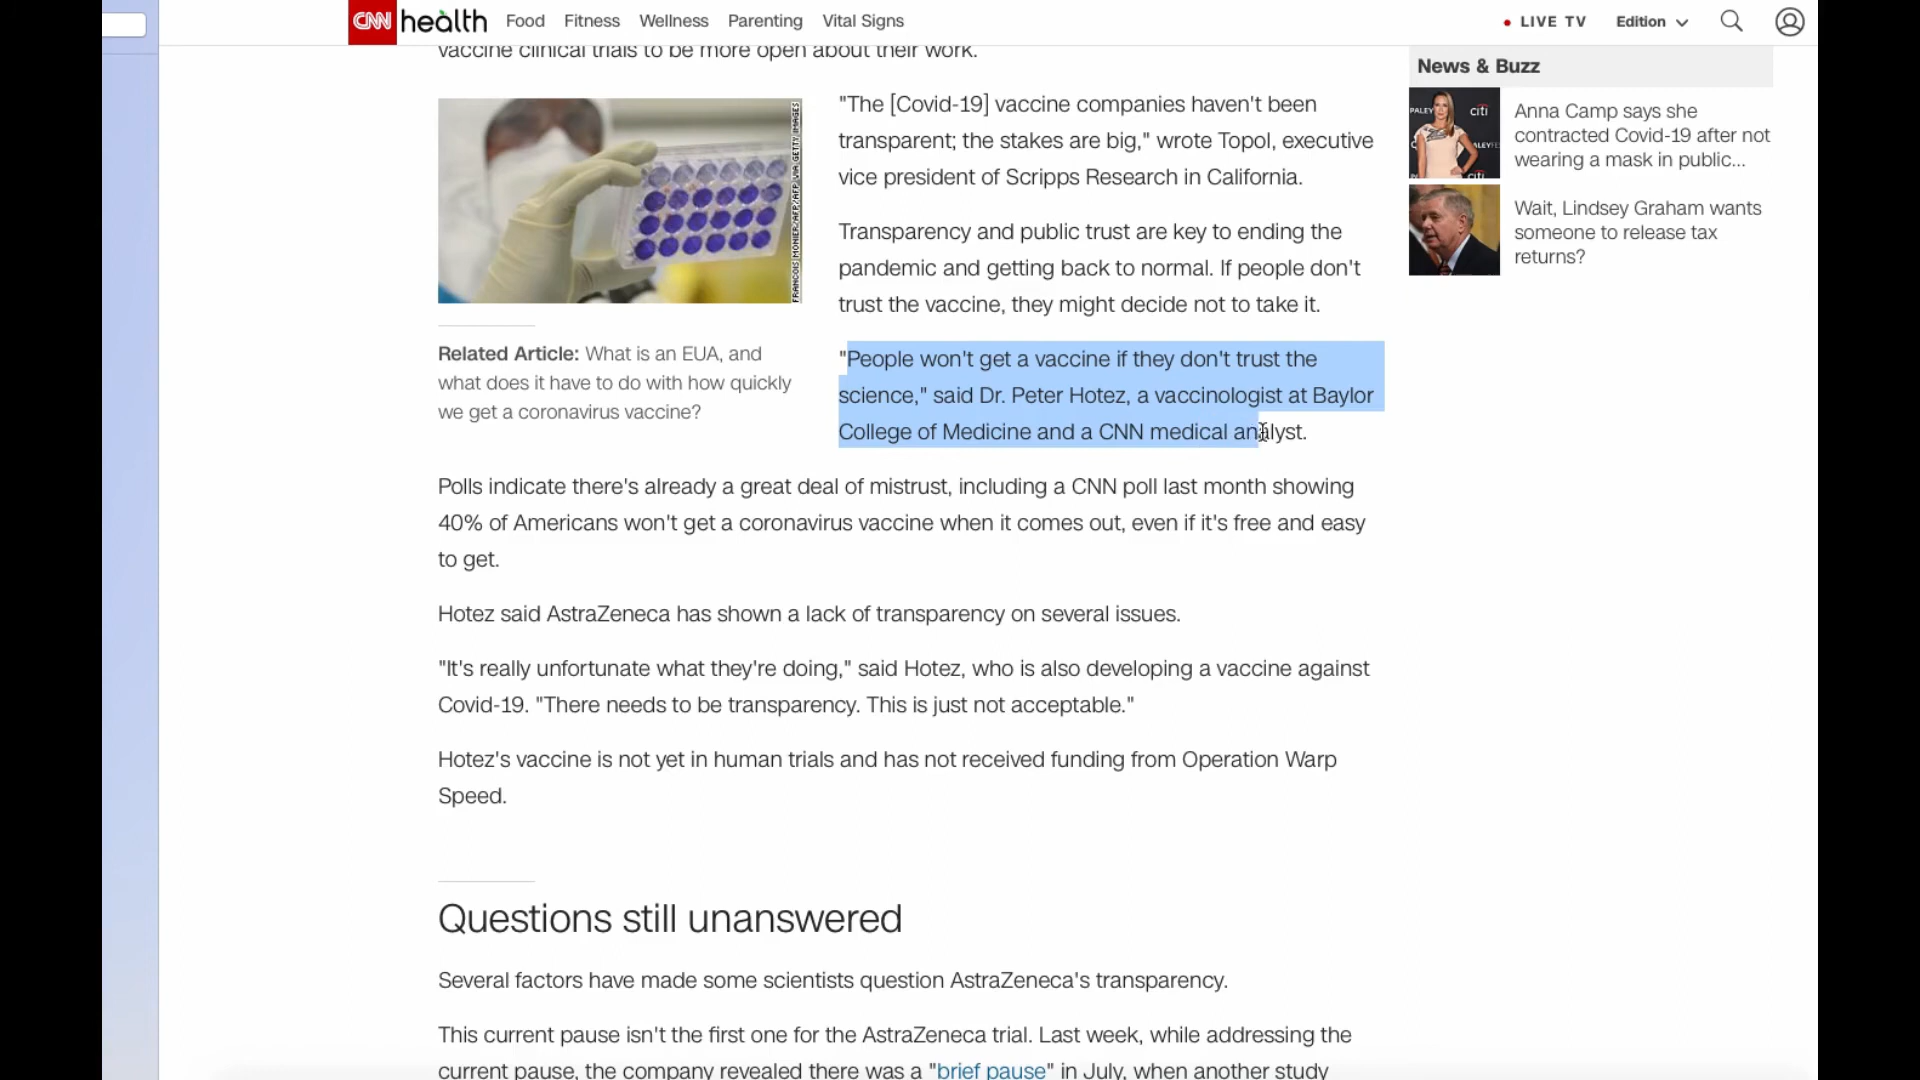 CNN health Food Fitness Wellness Parenting Vital Signs LIVE TV Edition
vaccine clinical trials to be more open about their work.
FRANCOIS MONIER/AFP/AFP VIA GETTY IMAGES
Related Article: What is an EUA, and
what does it have to do with how quickly
we get a coronavirus vaccine?
"The [Covid-19] vaccine companies haven't been
transparent; the stakes are big," wrote Topol, executive
vice president of Scripps Research in California.
Transparency and public trust are key to ending the
pandemic and getting back to normal. If people don't
trust the vaccine, they might decide not to take it.
"People won't get a vaccine if they don't trust the
science," said Dr. Peter Hotez, a vaccinologist at Baylor
College of Medicine and a CNN medical analyst.
Polls indicate there's already a great deal of mistrust, including a CNN poll last month showing
40% of Americans won't get a coronavirus vaccine when it comes out, even if it's free and easy
to get.
Hotez said AstraZeneca has shown a lack of transparency on several issues.
"It's really unfortunate what they're doing," said Hotez, who is also developing a vaccine against
Covid-19. "There needs to be transparency. This is just not acceptable."
Hotez's vaccine is not yet in human trials and has not received funding from Operation Warp
Speed.
Questions still unanswered
Several factors have made some scientists question AstraZeneca's transparency.
This current pause isn't the first one for the AstraZeneca trial. Last week, while addressing the
current pause, the company revealed there was a "brief pause" in July, when another study
News & Buzz
PALEY
citi
citi
Anna Camp says she
contracted Covid-19 after not
wearing a mask in public...
Wait, Lindsey Graham wants
someone to release tax
returns?